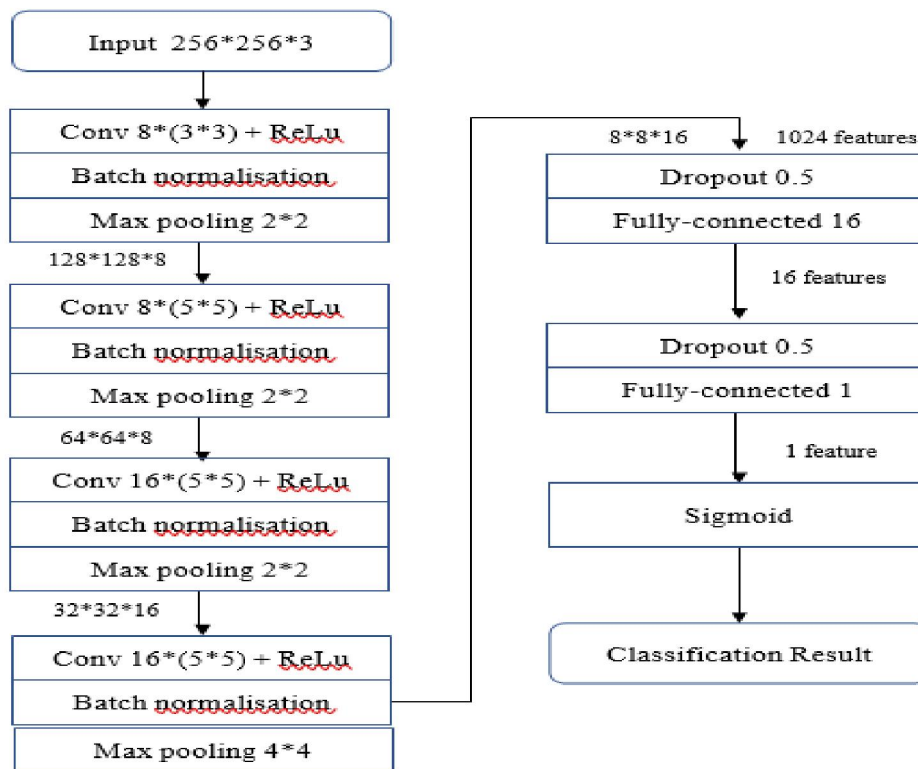 Input 256*256*3
Conv 8*(3*3) + ReLu
Batch normalisation
Max pooling 2*2
128*128*8
Conv 8*(5*5) + ReLu
Batch normalisation
Max pooling 2*2
64*64*8
Conv 16*(5*5) + ReLu
Batch normalisation
Max pooling 2*2
32*32*16
Conv 16*(5*5) + ReLu
Batch normalisation
Max pooling 4*4
8*8*16 1024 features
Dropout 0.5
Fully-connected 16
16 features
Dropout 0.5
Fully-connected 1
1 feature
Sigmoid
Classification Result